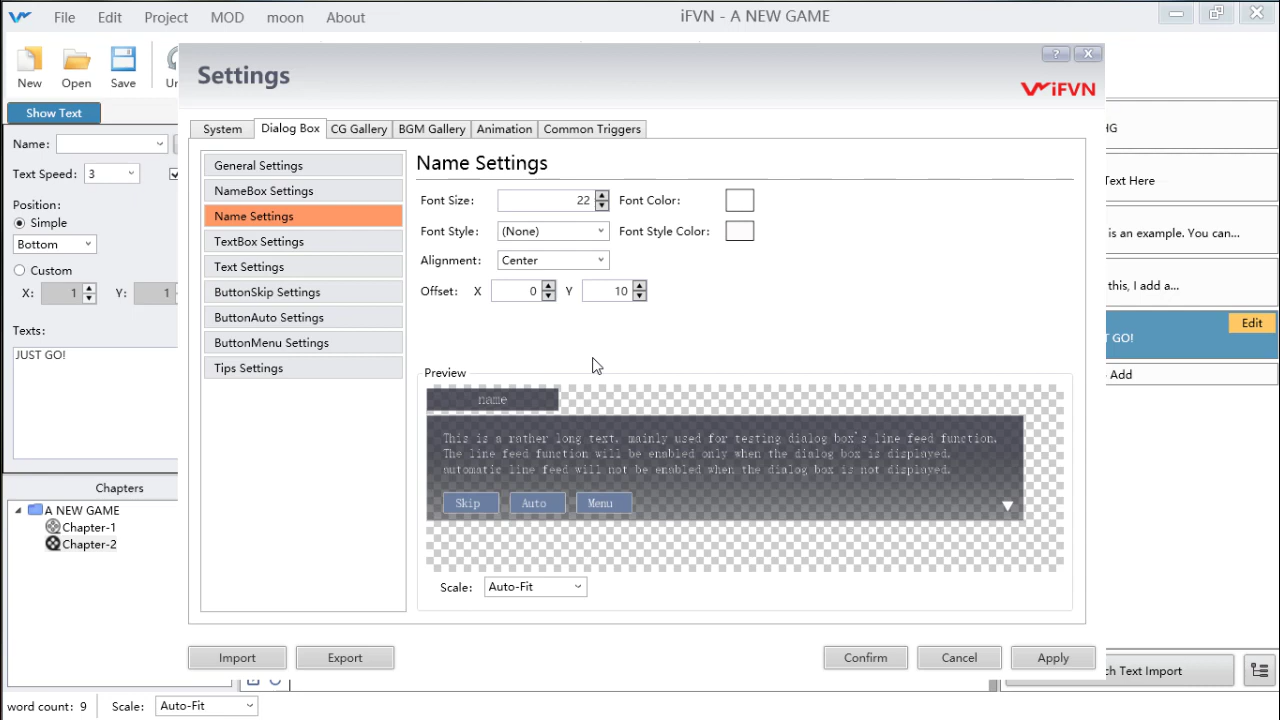 File Edit Project MOD moon About
iFVN - A NEW GAME
New Open Save
Settings
iFVN
Show Text
Name:
Text Speed: 3
Position:
Simple
Bottom
Custom
X: 1 Y: 1
Texts:
JUST GO!
Chapters
A NEW GAME
Chapter-1
Chapter-2
System Dialog Box CG Gallery BGM Gallery Animation Common Triggers
General Settings
NameBox Settings
Name Settings
TextBox Settings
Text Settings
ButtonSkip Settings
ButtonAuto Settings
ButtonMenu Settings
Tips Settings
Name Settings
Font Size: 22 Font Color:
Font Style: (None) Font Style Color:
Alignment: Center
Offset: X 0 Y 10
Preview
name
This is a rather long text, mainly used for testing dialog box's line feed function.
The line feed function will be enabled only when the dialog box is displayed.
automatic line feed will not be enabled when the dialog box is not displayed.
Skip Auto Menu
Scale: Auto-Fit
Import Export Confirm Cancel Apply
Text Here
is an example. You can...
this, I add a...
Edit
GO!
Add
Text Import
word count: 9 Scale: Auto-Fit